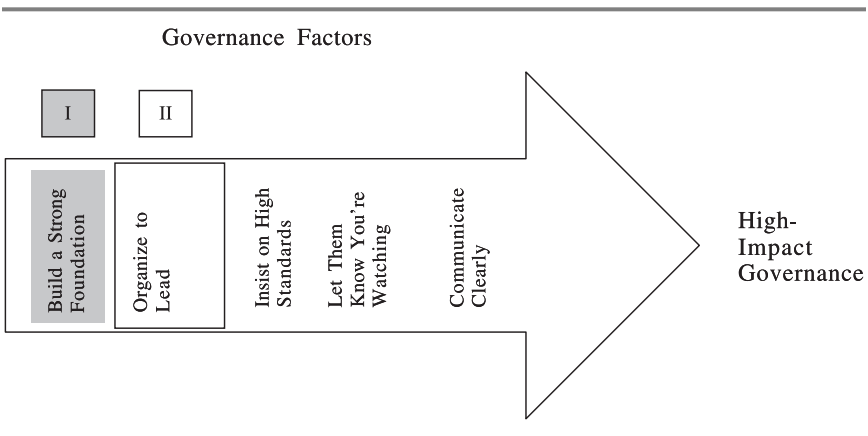 Governance Factors
I
II
Build a Strong
Foundation
Organize to
Lead
Insist on High
Standards
Let Them
Know You're
Watching
Communicate
Clearly
High-
Impact
Governance